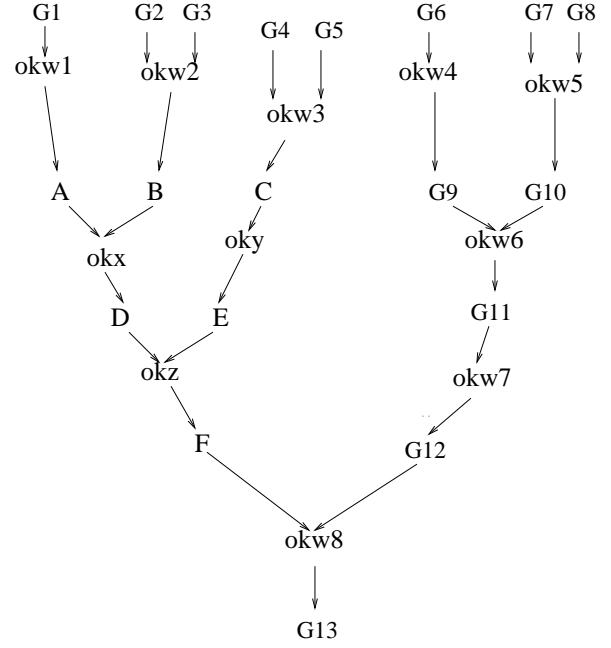 G1 G2 G3 G4 G5 G6 G7 G8
okw1 okw2 okw3 okw4 okw5
A B C G9 G10
okx oky okw6
D E G11
okz okw7
F G12
okw8
G13